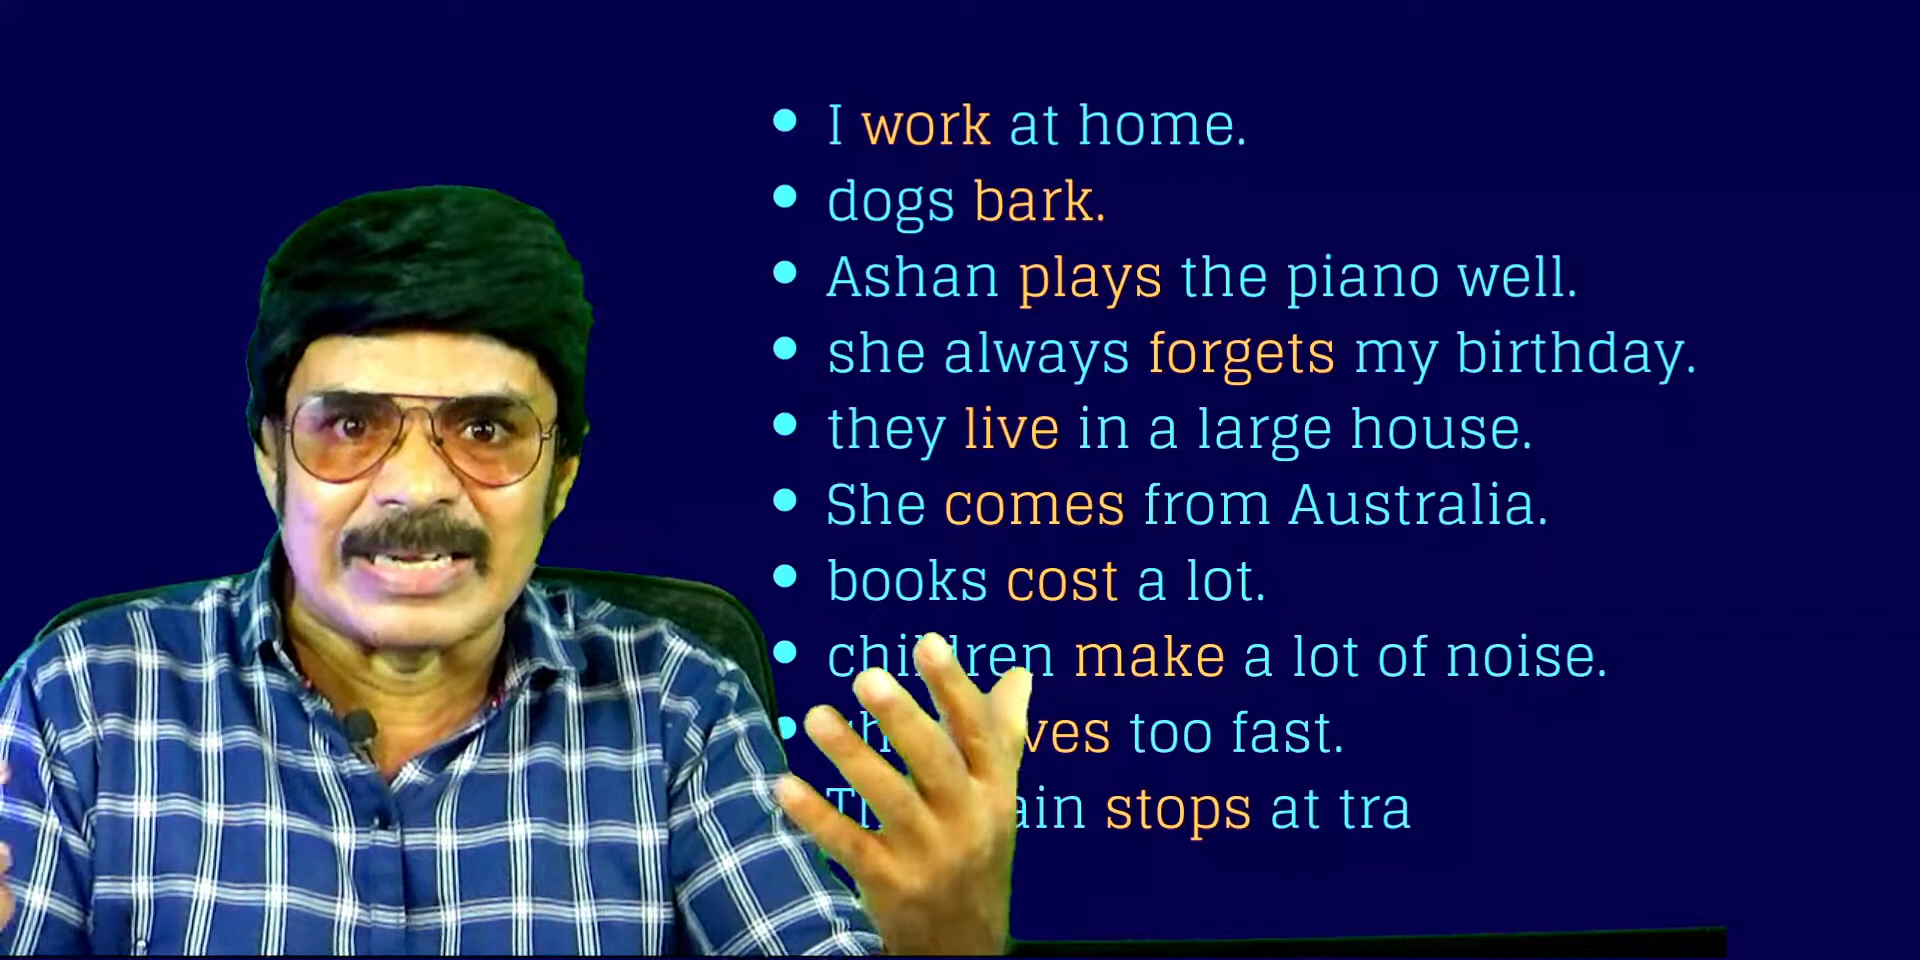 I work at home.
dogs bark.
Ashan plays the piano well.
she always forgets my birthday.
they live in a large house.
She comes from Australia.
books cost a lot.
children make a lot of noise.
too fast.
stops at tra